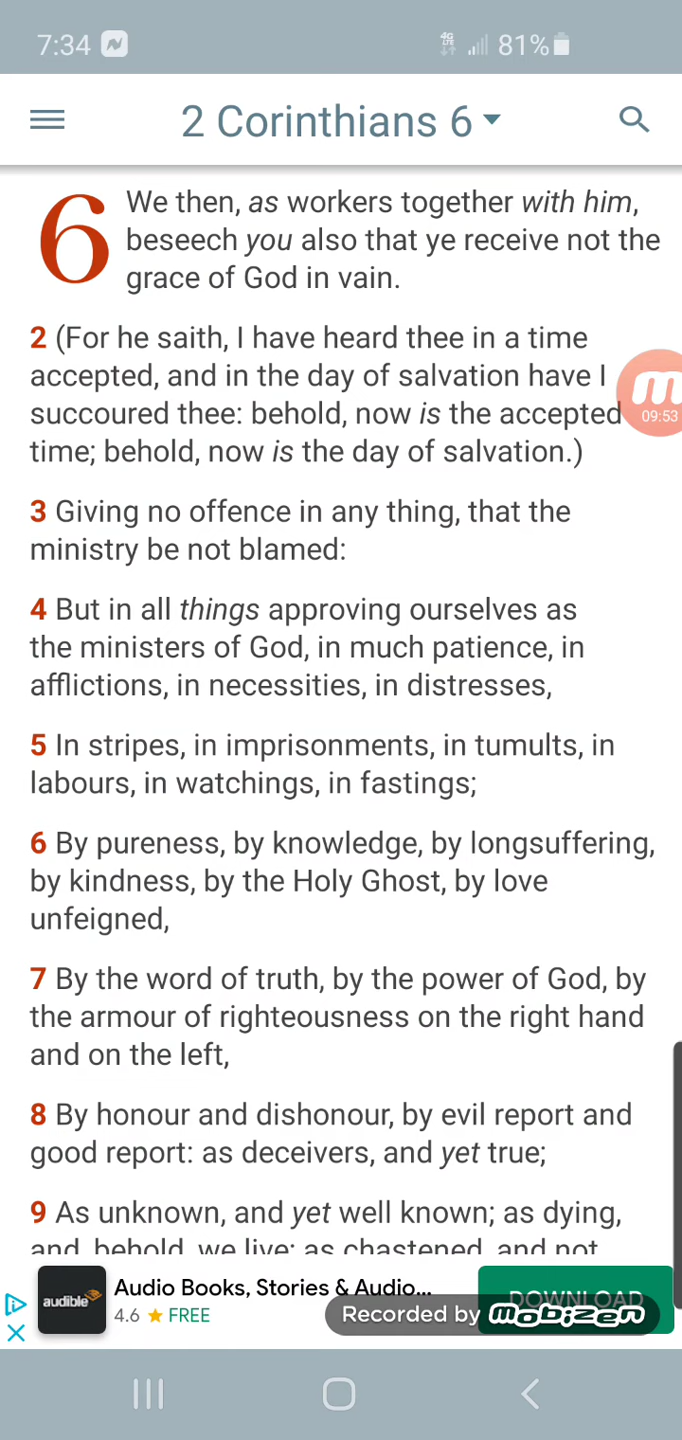 7:34
4G LTE 81%
2 Corinthians 6
6 We then, as workers together with him,
beseech you also that ye receive not the
grace of God in vain.
2 (For he saith, I have heard thee in a time
accepted, and in the day of salvation have I
succoured thee: behold, now is the accepted
09:53
time; behold, now is the day of salvation.)
3 Giving no offence in any thing, that the
ministry be not blamed:
4 But in all things approving ourselves as
the ministers of God, in much patience, in
afflictions, in necessities, in distresses,
5 In stripes, in imprisonments, in tumults, in
labours, in watchings, in fastings;
6 By pureness, by knowledge, by longsuffering,
by kindness, by the Holy Ghost, by love
unfeigned,
7 By the word of truth, by the power of God, by
the armour of righteousness on the right hand
and on the left,
8 By honour and dishonour, by evil report and
good report: as deceivers, and yet true;
9 As unknown, and yet well known; as dying,
and, behold, we live; as chastened, and not
audible
Audio Books, Stories & Audio...
4.6 ★ FREE
DOWNLOAD
Recorded by mobizen